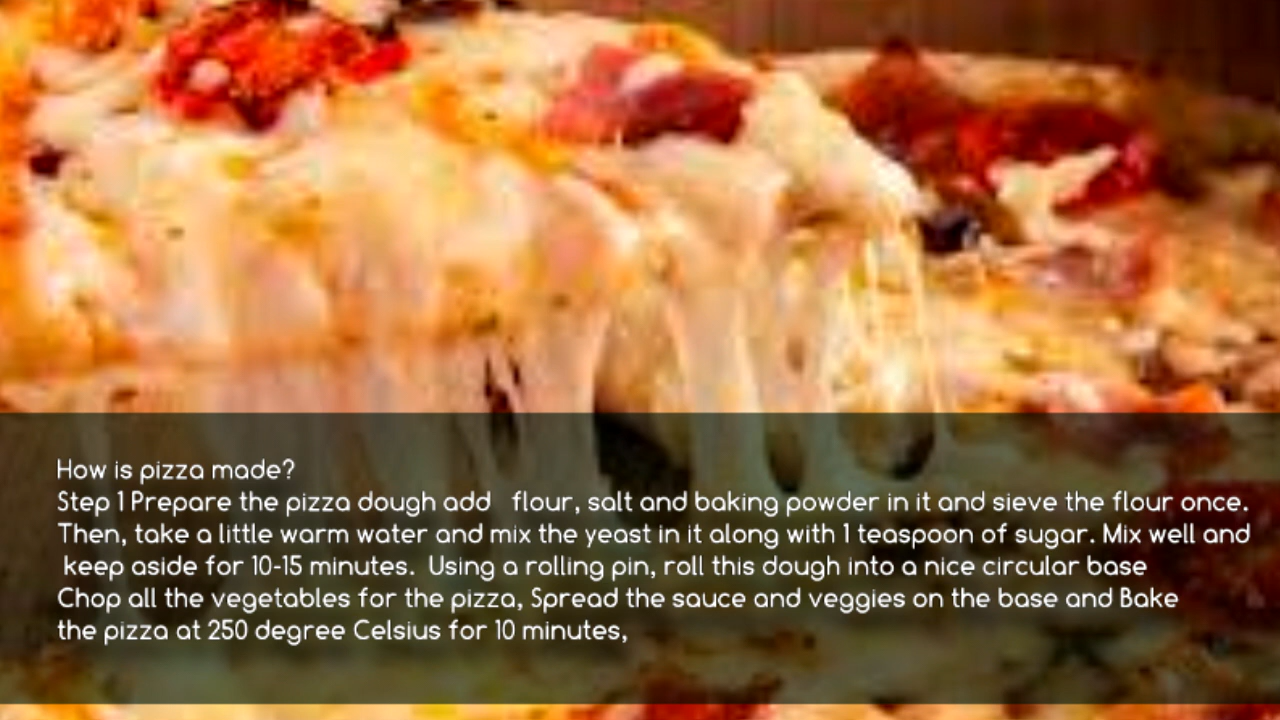 How is pizza made?
Step 1 Prepare the pizza dough add   flour, salt and baking powder in it and sieve the flour once.
Then, take a little warm water and mix the yeast in it along with 1 teaspoon of sugar. Mix well and
 keep aside for 10-15 minutes.  Using a rolling pin, roll this dough into a nice circular base
Chop all the vegetables for the pizza, Spread the sauce and veggies on the base and Bake
the pizza at 250 degree Celsius for 10 minutes,